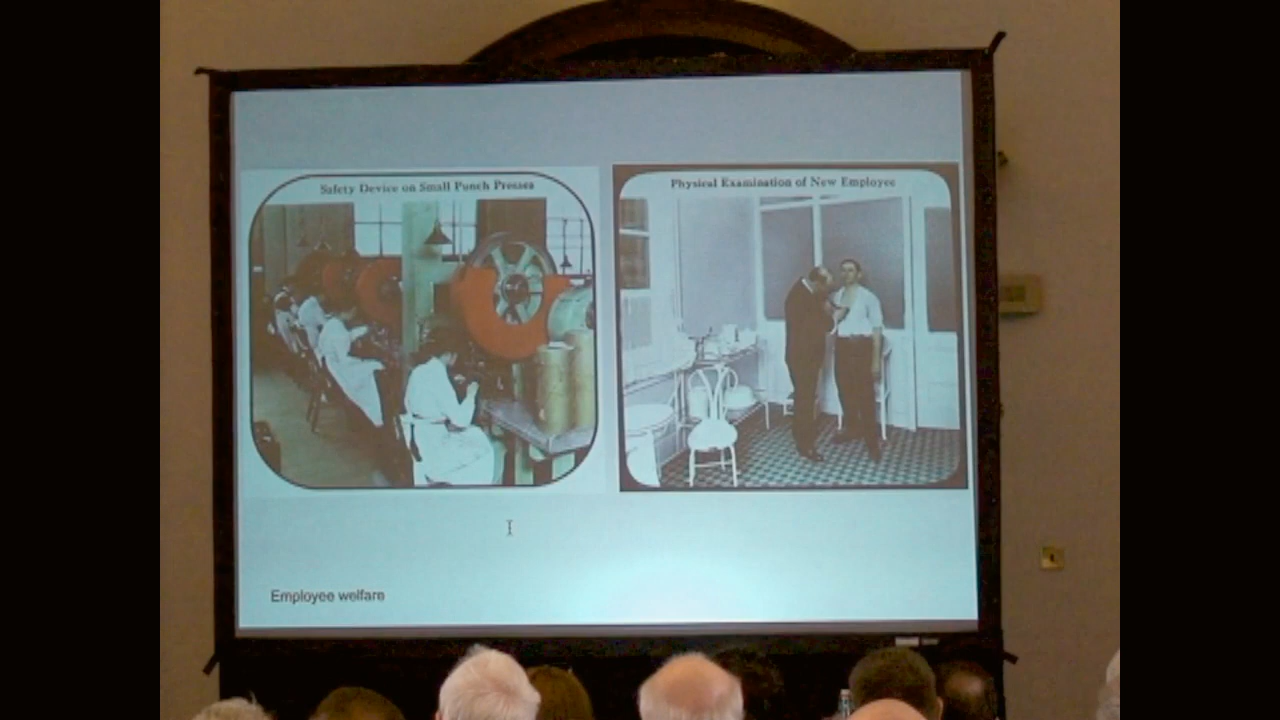 Safety Device on Small Punch Presses
Physical Examination of New Employee
Employee welfare